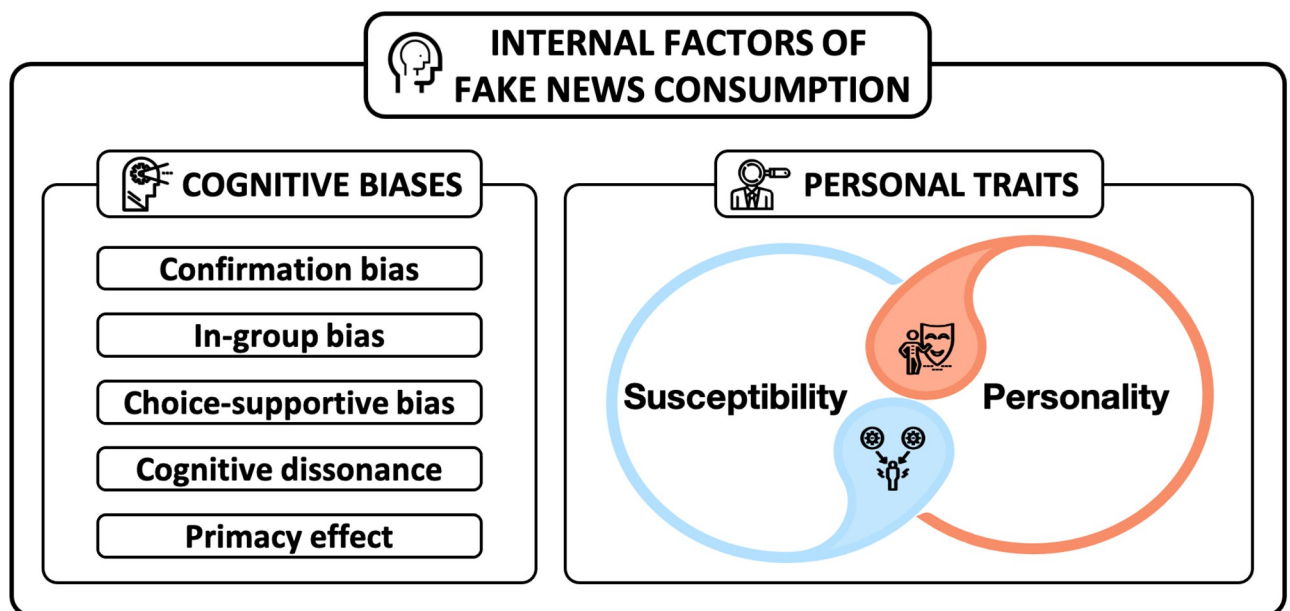 INTERNAL FACTORS OF
FAKE NEWS CONSUMPTION
COGNITIVE BIASES
Confirmation bias
In-group bias
Choice-supportive bias
Cognitive dissonance
Primacy effect
PERSONAL TRAITS
Susceptibility
Personality